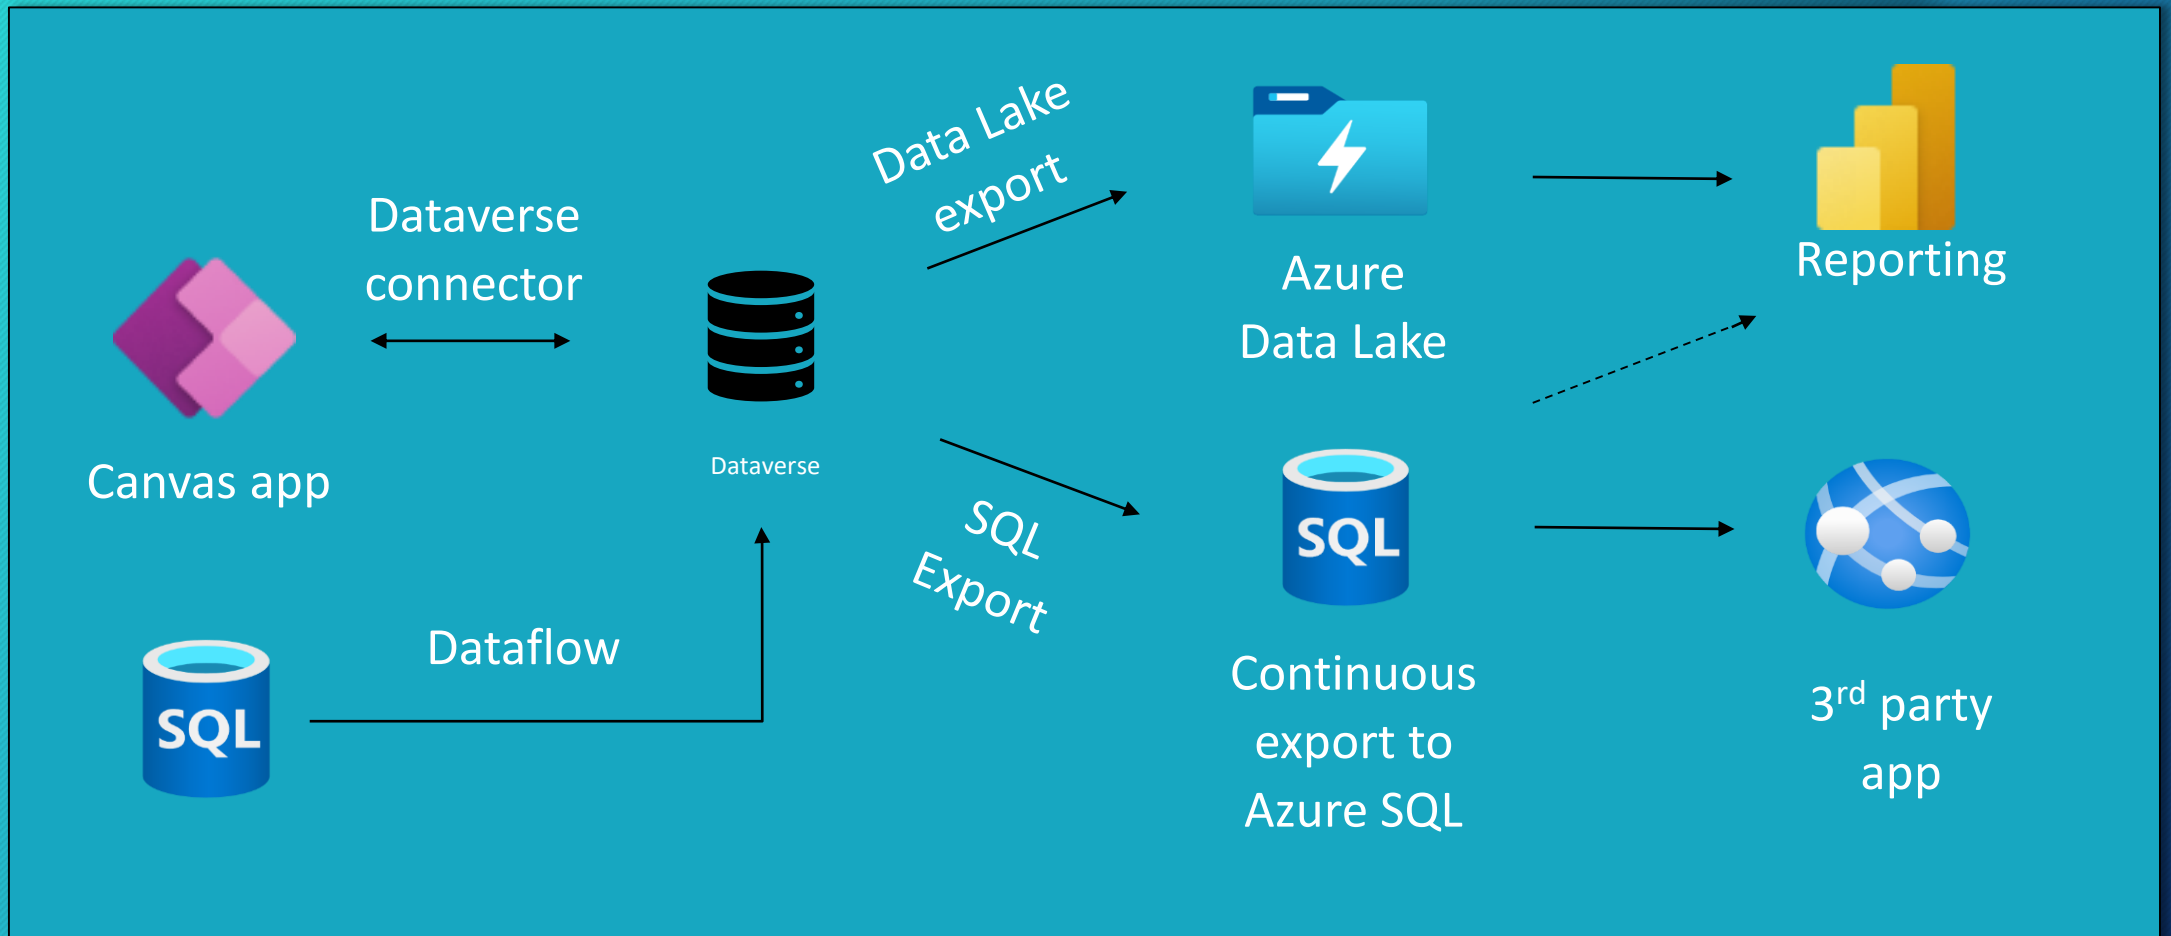 Dataverse
connector
Canvas app
Dataverse
Data Lake
export
SQL
Export
Dataflow
SQL
Azure
Data Lake
Reporting
SQL
Continuous
export to
Azure SQL
3rd party
app